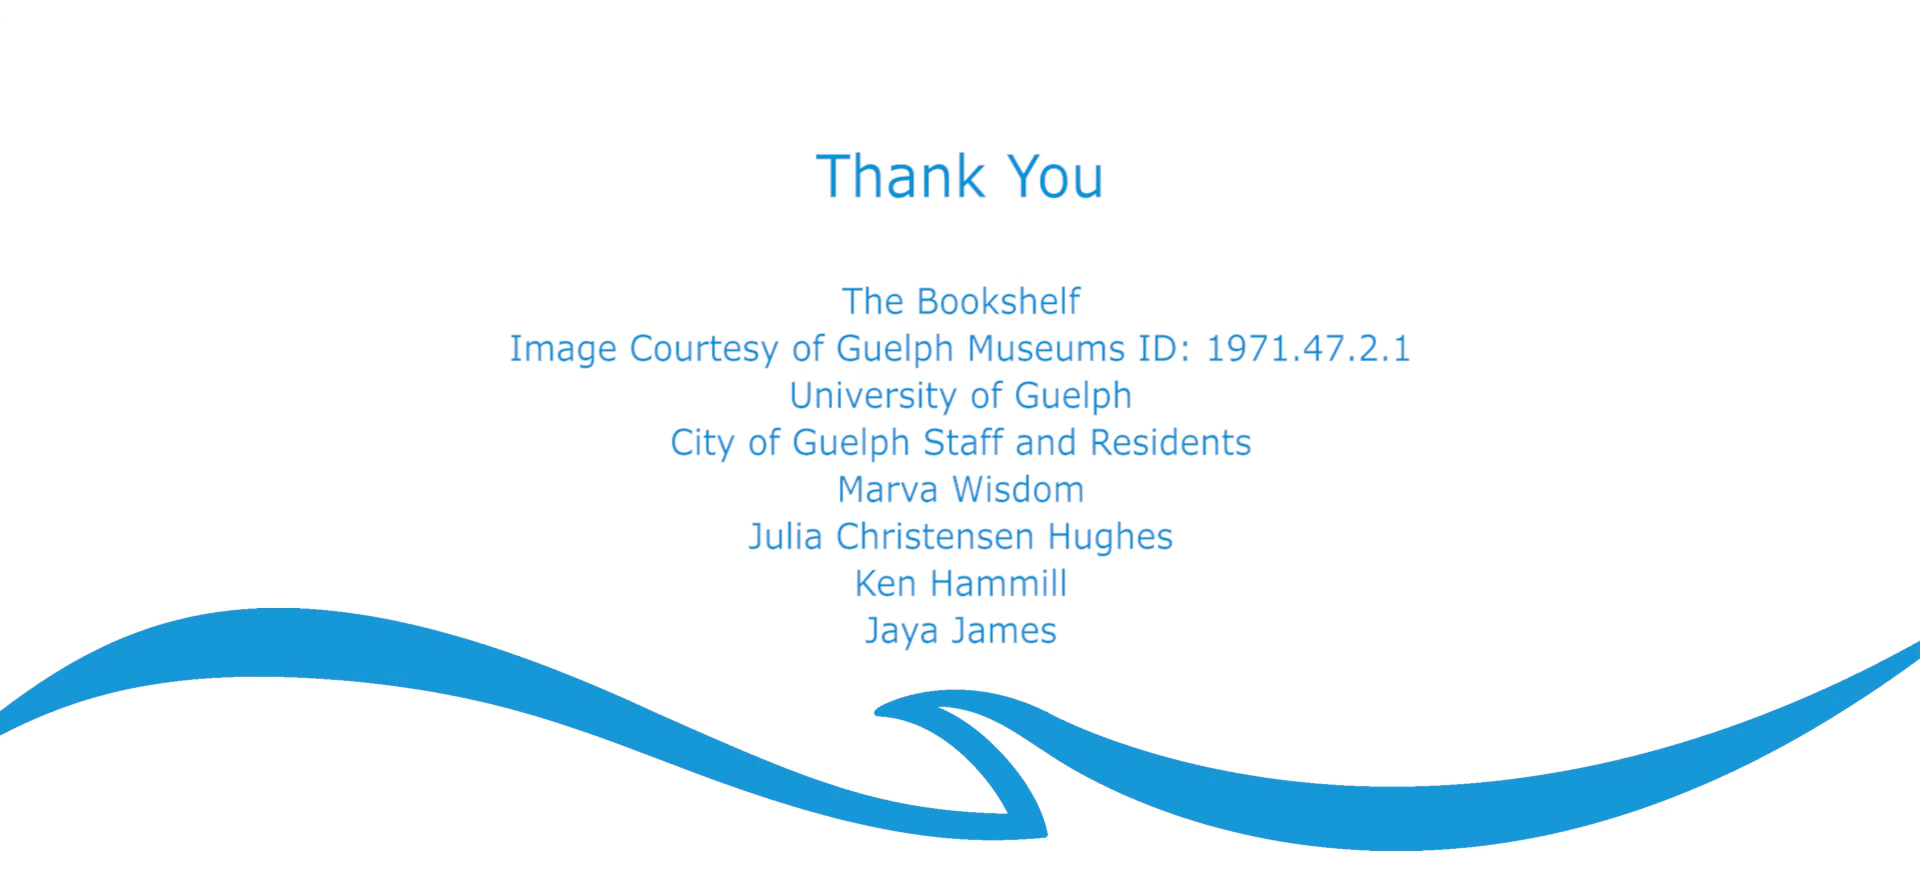 Thank You
The Bookshelf
Image Courtesy of Guelph Museums ID: 1971.47.2.1
University of Guelph
City of Guelph Staff and Residents
Marva Wisdom
Julia Christensen Hughes
Ken Hammill
Jaya James